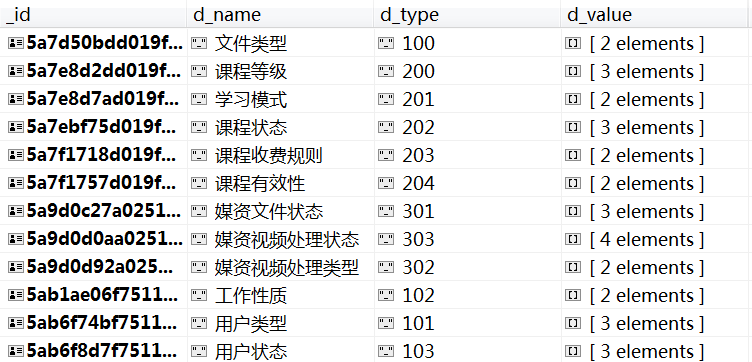 _id d_name d_type d_value
5a7d50bdd019f... 文件类型 100 [ 2 elements ]
5a7e8d2dd019f... 课程等级 200 [ 3 elements ]
5a7e8d7ad019f... 学习模式 201 [ 2 elements ]
5a7ebf75d019f... 课程状态 202 [ 3 elements ]
5a7f1718d019f... 课程收费规则 203 [ 2 elements ]
5a7f1757d019f... 课程有效性 204 [ 2 elements ]
5a9d0c27a0251... 媒资文件状态 301 [ 3 elements ]
5a9d0d0aa0251... 媒资视频处理状态 303 [ 4 elements ]
5a9d0d92a025... 媒资视频处理类型 302 [ 2 elements ]
5ab1ae06f7511... 工作性质 102 [ 2 elements ]
5ab6f74bf7511... 用户类型 101 [ 3 elements ]
5ab6f8d7f7511... 用户状态 103 [ 3 elements ]